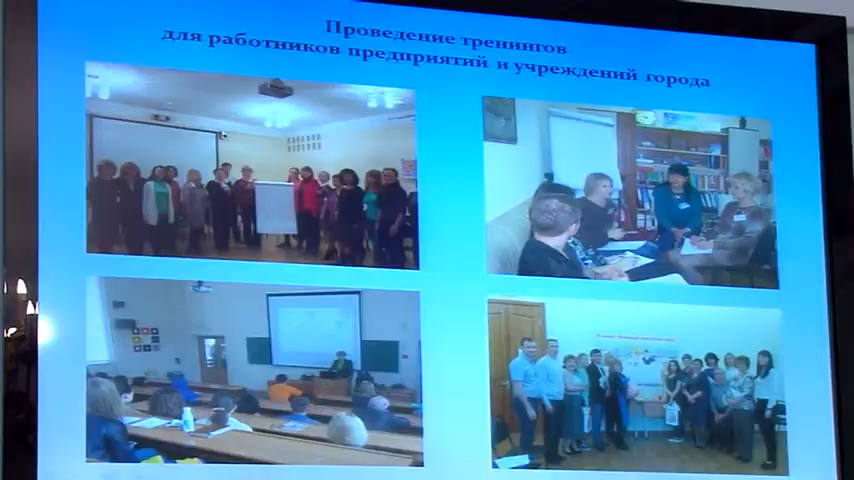 Проведение тренингов
для работников предприятий и учреждений города